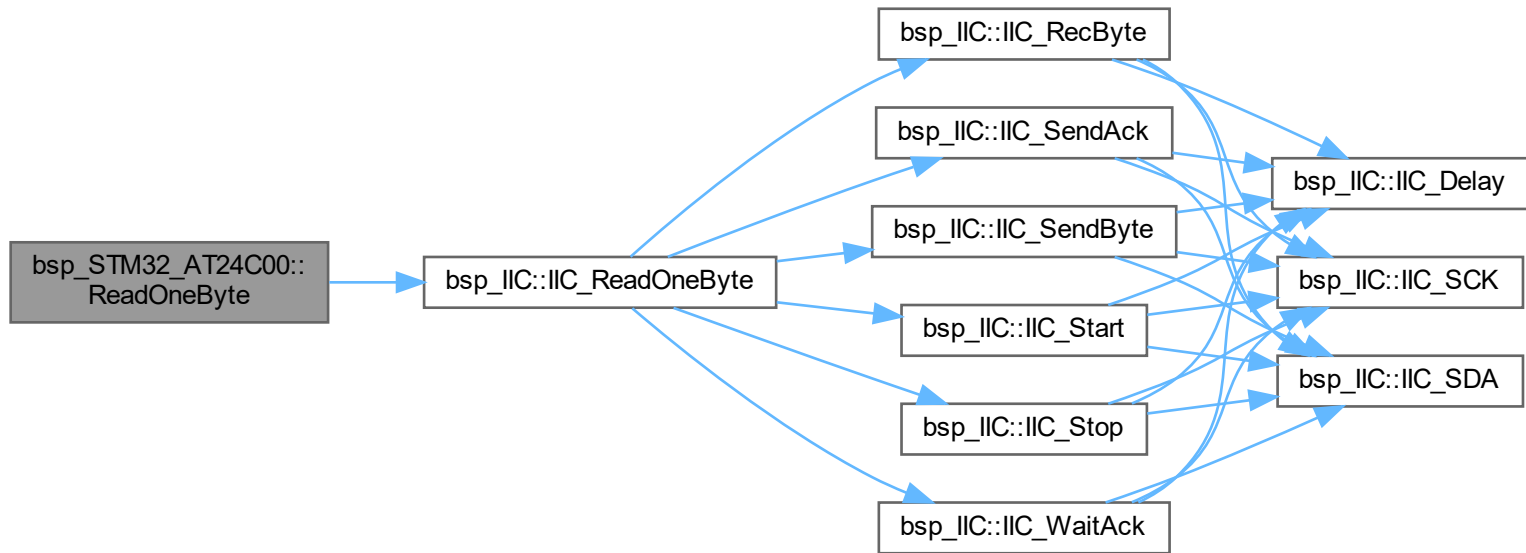 bsp_STM32_AT24C00::
ReadOneByte
bsp_IIC::IIC_ReadOneByte
bsp_IIC::IIC_RecByte
bsp_IIC::IIC_SendAck
bsp_IIC::IIC_SendByte
bsp_IIC::IIC_Start
bsp_IIC::IIC_Stop
bsp_IIC::IIC_WaitAck
bsp_IIC::IIC_Delay
bsp_IIC::IIC_SCK
bsp_IIC::IIC_SDA